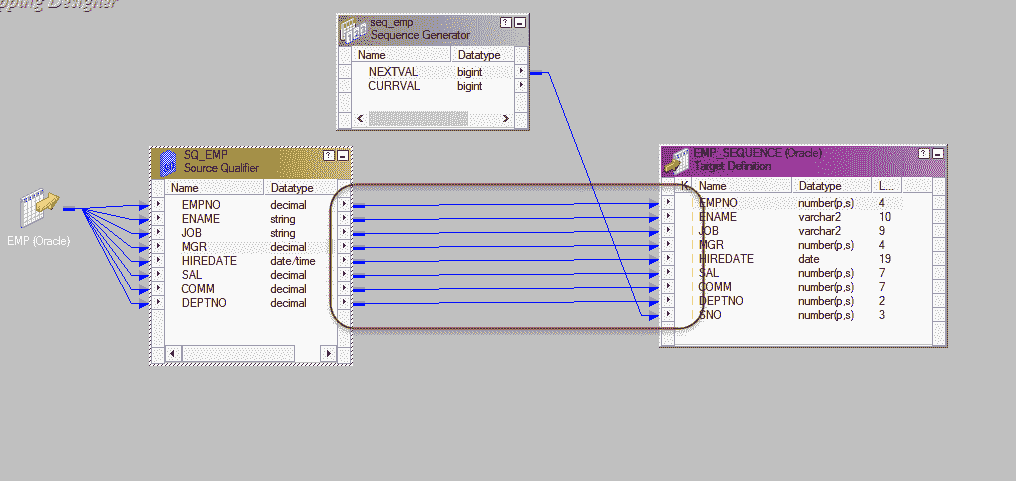 pping Designer
seq_emp
Sequence Generator
Name Datatype
NEXTVAL bigint
CURRVAL bigint
SQ_EMP
Source Qualifier
Name Datatype
EMPNO decimal
ENAME string
JOB string
MGR decimal
HIREDATE date/time
SAL decimal
COMM decimal
DEPTNO decimal
EMP (Oracle)
EMP_SEQUENCE (Oracle)
Target Definition
K Name Datatype L...
EMPNO number(p,s) 4
ENAME varchar2 10
JOB varchar2 9
MGR number(p,s) 4
HIREDATE date 19
SAL number(p,s) 7
COMM number(p,s) 7
DEPTNO number(p,s) 2
SNO number(p,s) 3